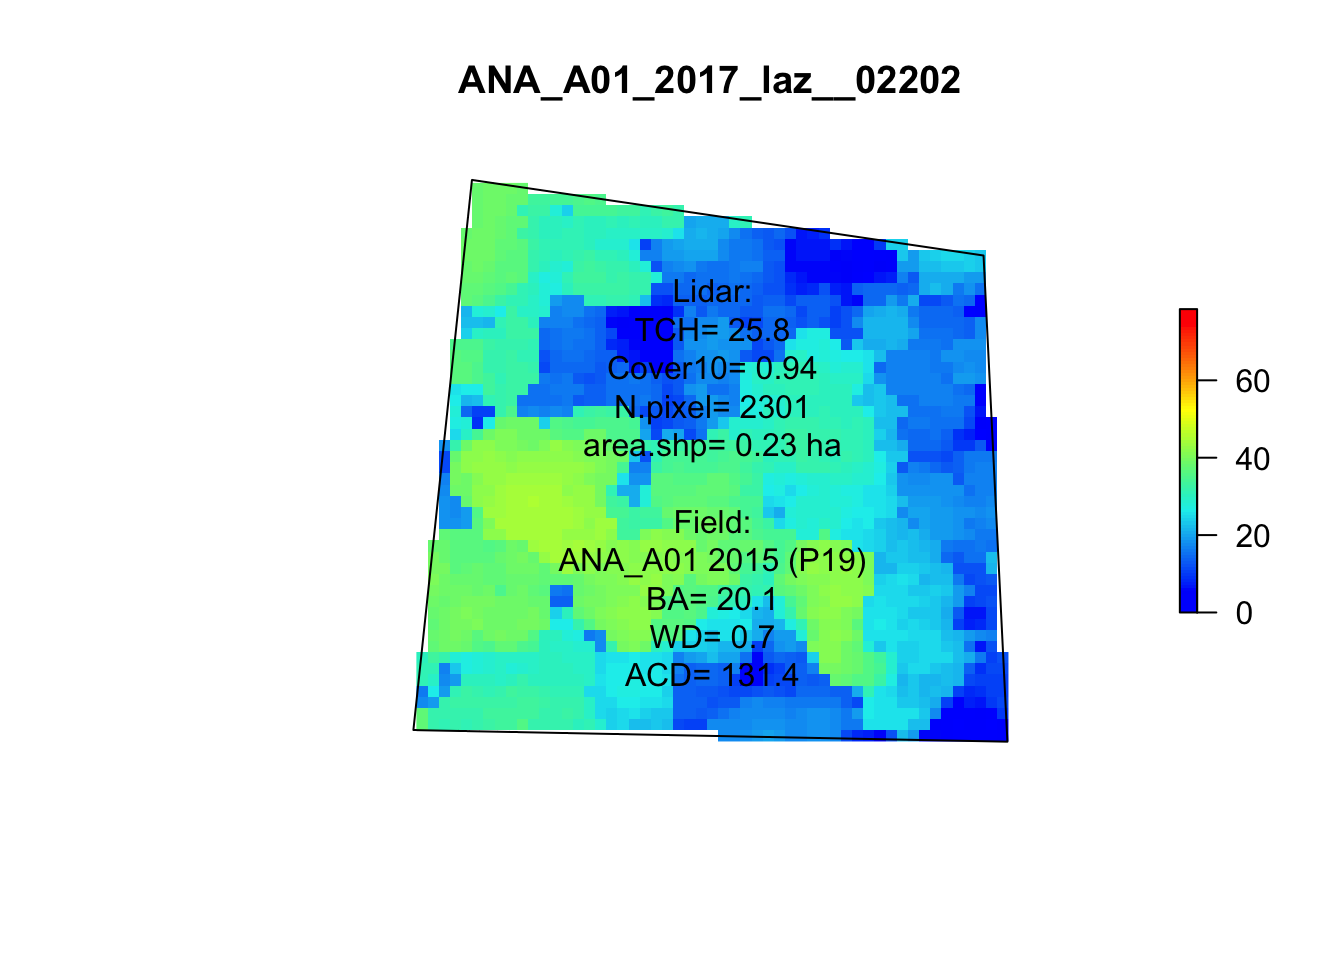 ANA_A01_2017_laz__02202
Lidar:
TCH= 25.8
Cover10= 0.94
N.pixel= 2301
area.shp= 0.23 ha
Field:
ANA_A01 2015 (P19)
BA= 20.1
WD= 0.7
ACD= 131.4
60
40
20
0